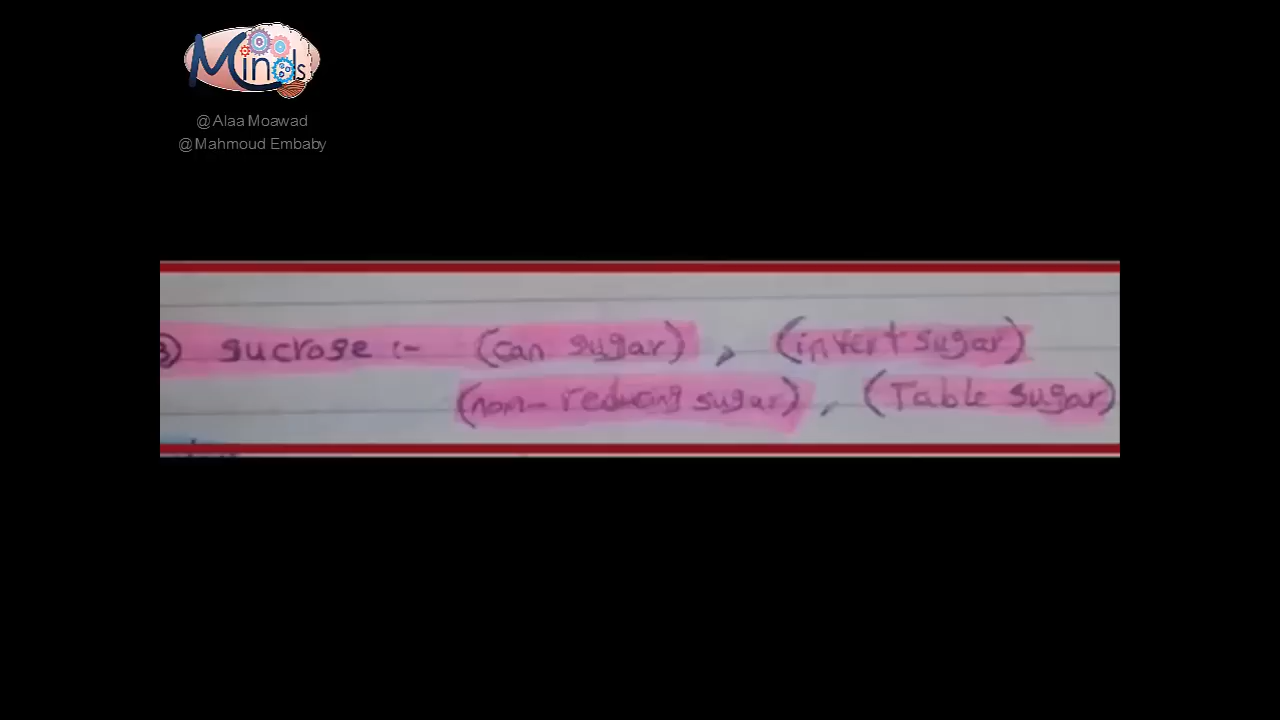 Minds
@Alaa Moawad
@Mahmoud Embaby
3) sucrose :- (can sugar) , (invert sugar)
(non-reducing sugar) , (Table sugar)